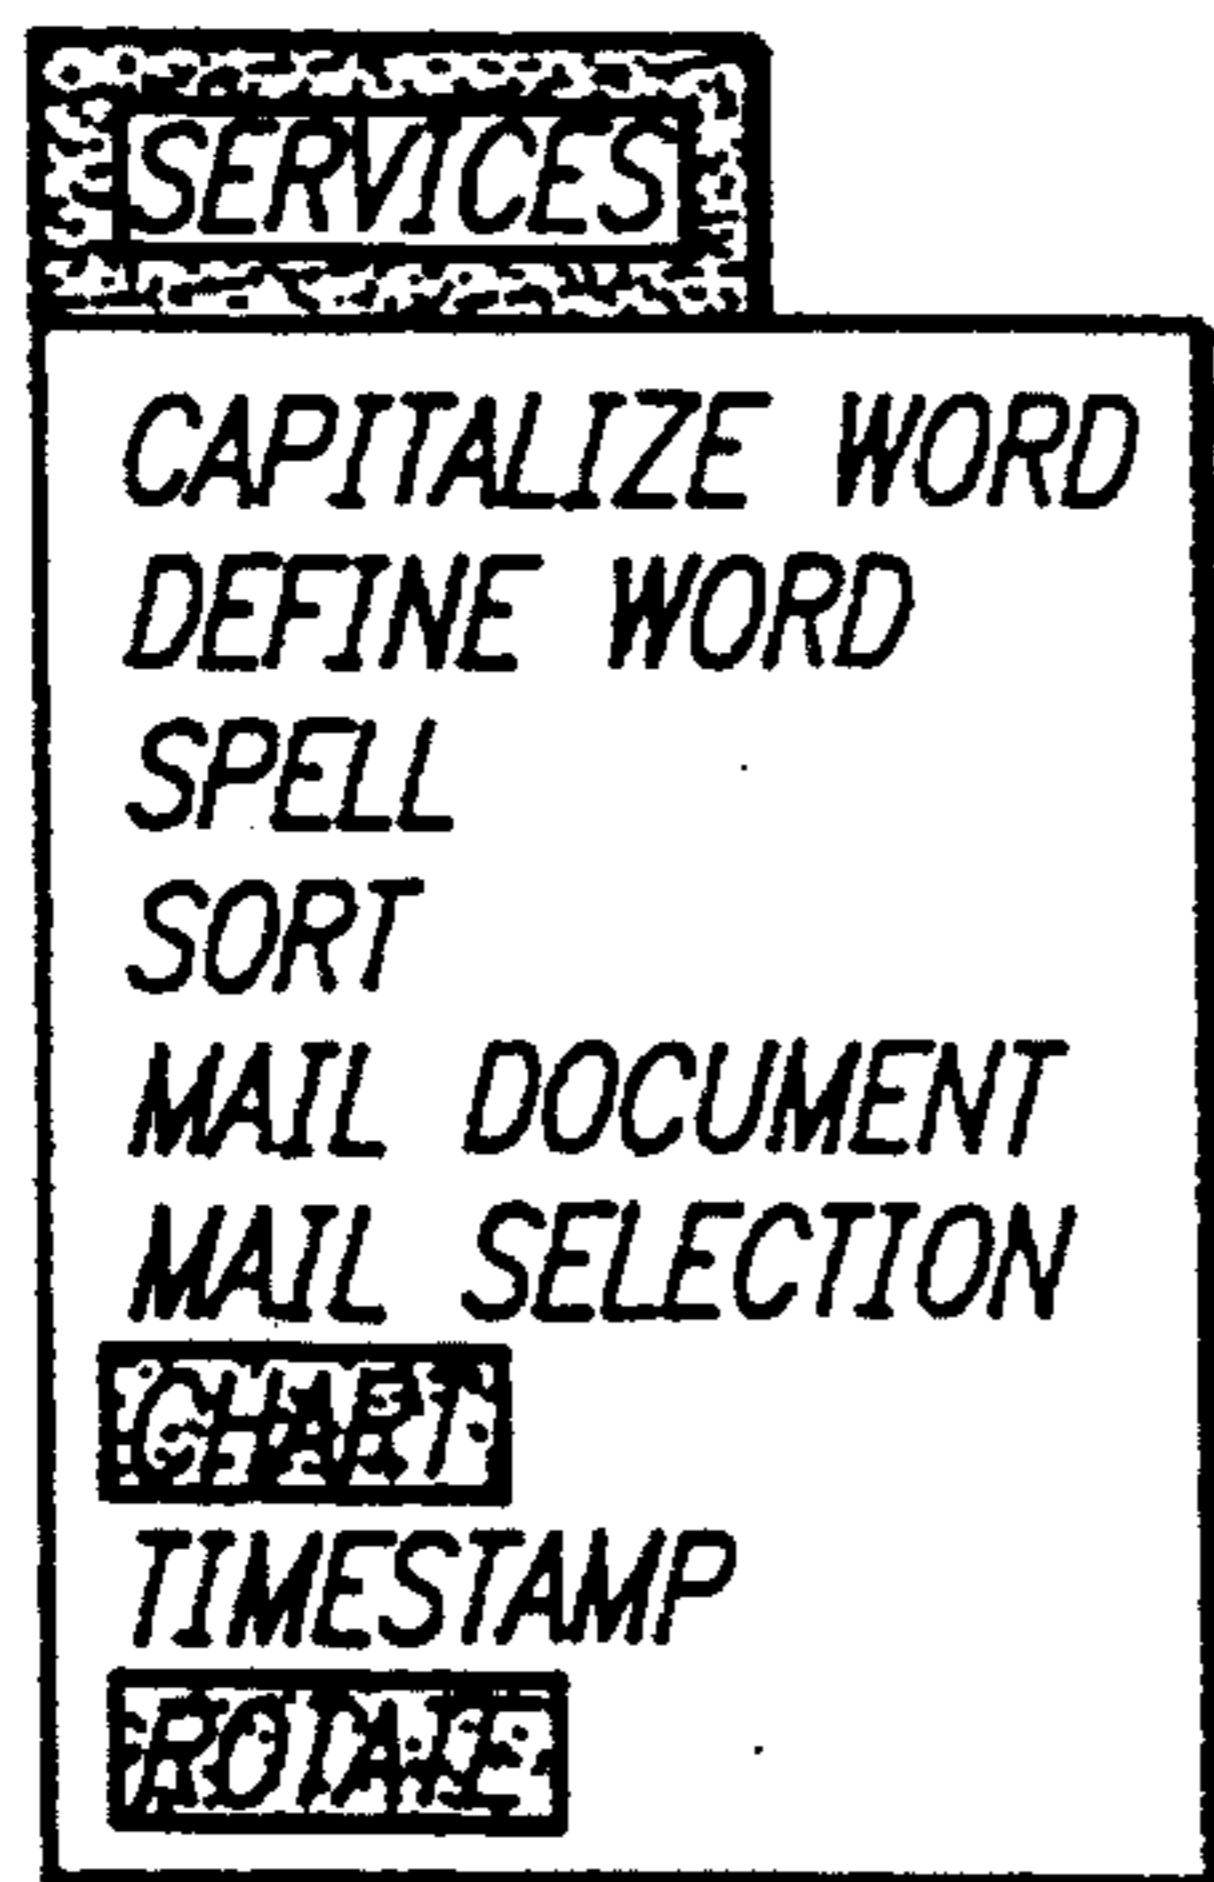 SERVICES
CAPITALIZE WORD
DEFINE WORD
SPELL
SORT
MAIL DOCUMENT
MAIL SELECTION
CHART
TIMESTAMP
ROTATE